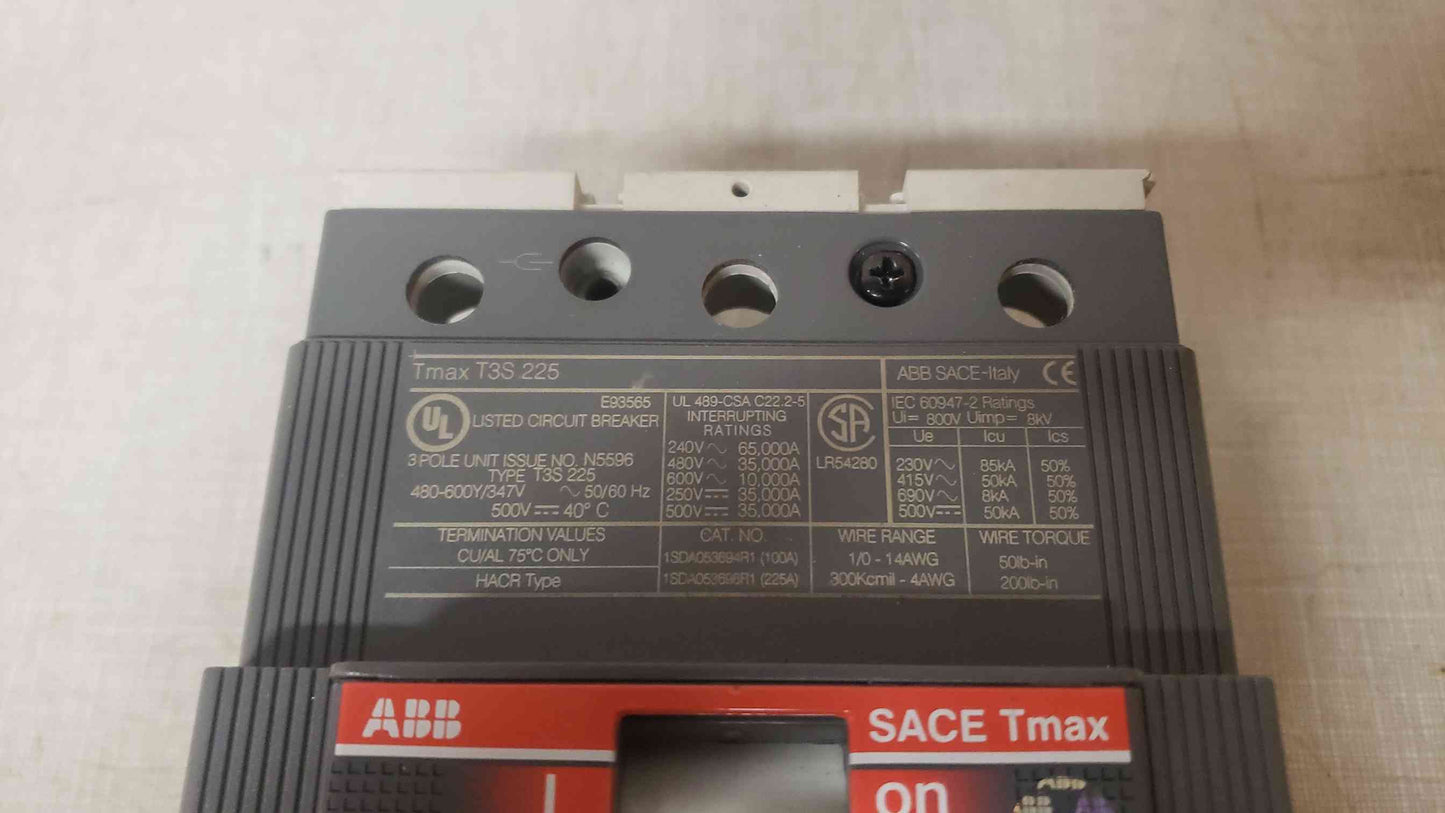 Tmax T3S 225
ABB SACE-Italy CE
UL
E93565
LISTED CIRCUIT BREAKER
3 POLE UNIT ISSUE NO. N5596
TYPE T3S 225
480-600Y/347V ~ 50/60 Hz
500V ⎓ 40° C
UL 489-CSA C22.2-5
INTERRUPTING
RATINGS
240V ~ 65,000A
480V ~ 35,000A
600V ~ 10,000A
250V ⎓ 35,000A
500V ⎓ 35,000A
SA
LR54280
IEC 60947-2 Ratings
Ui= 800V Uimp= 8kV
Ue Icu Ics
230V ~ 85kA 50%
415V ~ 50kA 50%
690V ~ 8kA 50%
500V ⎓ 50kA 50%
TERMINATION VALUES CAT. NO. WIRE RANGE WIRE TORQUE
CU/AL 75°C ONLY 1SDA053694R1 (100A) 1/0 - 14AWG 50lb-in
HACR Type 1SDA053696R1 (225A) 300Kcmil - 4AWG 200lb-in
ABB SACE Tmax
I on
ABB